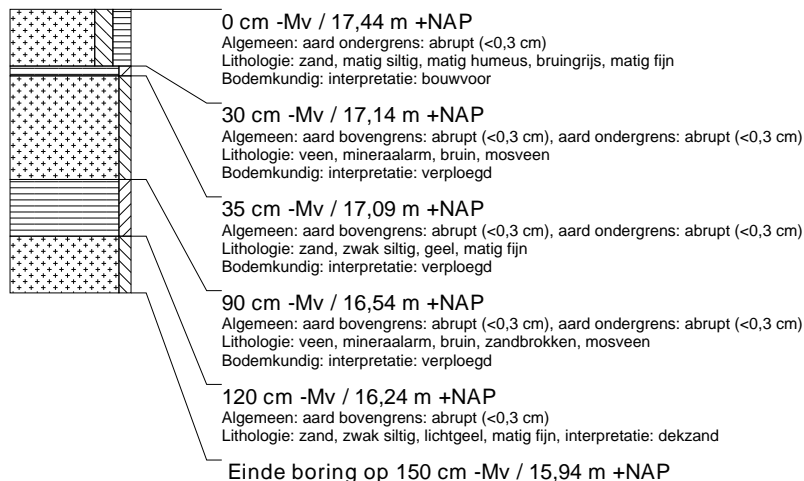 0 cm -Mv / 17,44 m +NAP
Algemeen: aard ondergrens: abrupt (<0,3 cm)
Lithologie: zand, matig siltig, matig humeus, bruingrijs, matig fijn
Bodemkundig: interpretatie: bouwvoor
30 cm -Mv / 17,14 m +NAP
Algemeen: aard bovengrens: abrupt (<0,3 cm), aard ondergrens: abrupt (<0,3 cm)
Lithologie: veen, mineraalarm, bruin, mosveen
Bodemkundig: interpretatie: verploegd
35 cm -Mv / 17,09 m +NAP
Algemeen: aard bovengrens: abrupt (<0,3 cm), aard ondergrens: abrupt (<0,3 cm)
Lithologie: zand, zwak siltig, geel, matig fijn
Bodemkundig: interpretatie: verploegd
90 cm -Mv / 16,54 m +NAP
Algemeen: aard bovengrens: abrupt (<0,3 cm), aard ondergrens: abrupt (<0,3 cm)
Lithologie: veen, mineraalarm, bruin, zandbrokken, mosveen
Bodemkundig: interpretatie: verploegd
120 cm -Mv / 16,24 m +NAP
Algemeen: aard bovengrens: abrupt (<0,3 cm)
Lithologie: zand, zwak siltig, lichtgeel, matig fijn, interpretatie: dekzand
Einde boring op 150 cm -Mv / 15,94 m +NAP